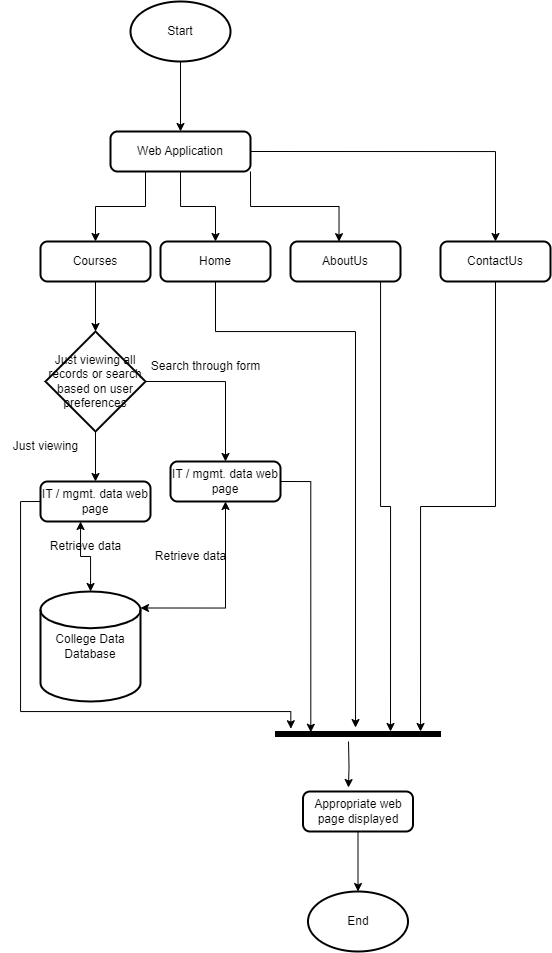 Start
Web Application
Courses
Home
AboutUs
ContactUs
Just viewing all
records or search
based on user
preferences
Search through form
Just viewing
IT / mgmt. data web
page
IT / mgmt. data web
page
Retrieve data
Retrieve data
College Data
Database
Appropriate web
page displayed
End